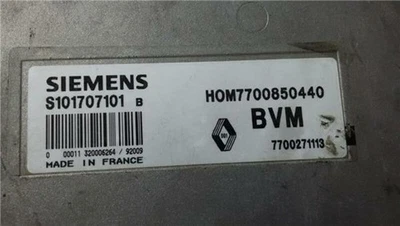 SIEMENS
S101707101 B
0 00011 320006264 / 92009
MADE IN FRANCE
HOM7700850440
BVM
7700271113